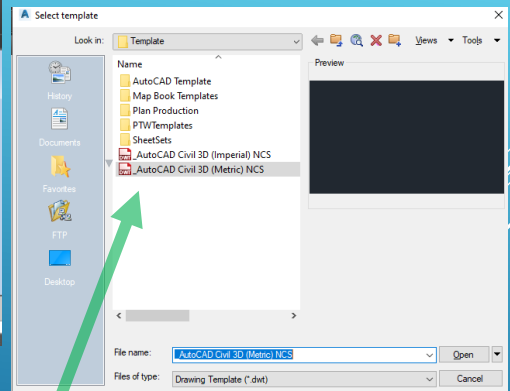 Select template
Look in:
Template
Views
Tools
Name
Preview
AutoCAD Template
Map Book Templates
Plan Production
PTWTemplates
SheetSets
_AutoCAD Civil 3D (Imperial) NCS
_AutoCAD Civil 3D (Metric) NCS
History
Documents
Favorites
FTP
Desktop
File name:
_AutoCAD Civil 3D (Metric) NCS
Open
Files of type:
Drawing Template (*.dwt)
Cancel